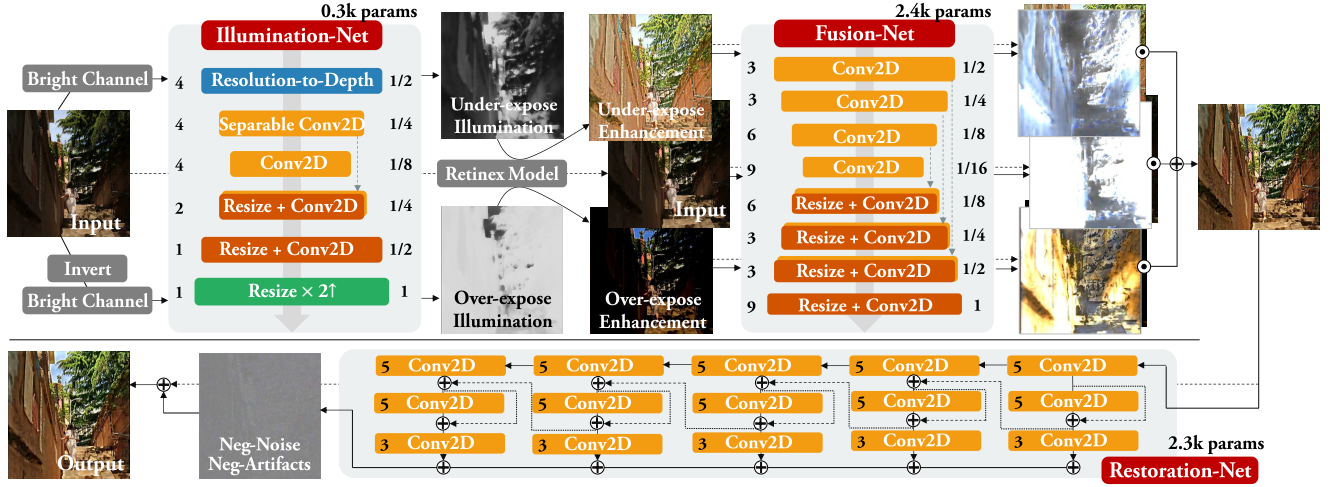 0.3k params
Illumination-Net
Bright Channel
Input
Invert
Bright Channel
4 Resolution-to-Depth 1/2
4 Separable Conv2D 1/4
4 Conv2D 1/8
2 Resize + Conv2D 1/4
1 Resize + Conv2D 1/2
1 Resize × 2↑ 1
Under-expose
Illumination
Under-expose
Enhancement
Retinex Model
Input
Over-expose
Illumination
Over-expose
Enhancement
2.4k params
Fusion-Net
3 Conv2D 1/2
3 Conv2D 1/4
6 Conv2D 1/8
9 Conv2D 1/16
6 Resize + Conv2D 1/8
3 Resize + Conv2D 1/4
3 Resize + Conv2D 1/2
9 Resize + Conv2D 1
Output
Neg-Noise
Neg-Artifacts
5 Conv2D 5 Conv2D 5 Conv2D 5 Conv2D 5 Conv2D
5 Conv2D 5 Conv2D 5 Conv2D 5 Conv2D 5 Conv2D
3 Conv2D 3 Conv2D 3 Conv2D 3 Conv2D 3 Conv2D
2.3k params
Restoration-Net